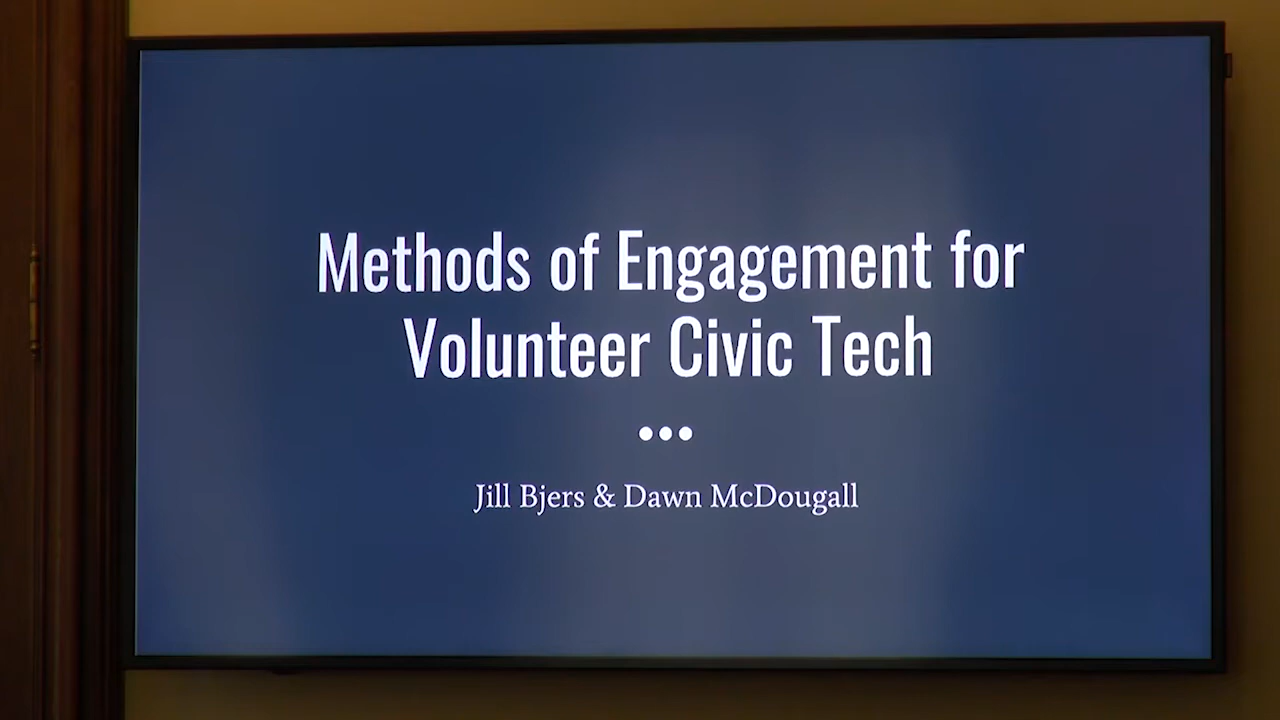 Methods of Engagement for
Volunteer Civic Tech
Jill Bjers & Dawn McDougall